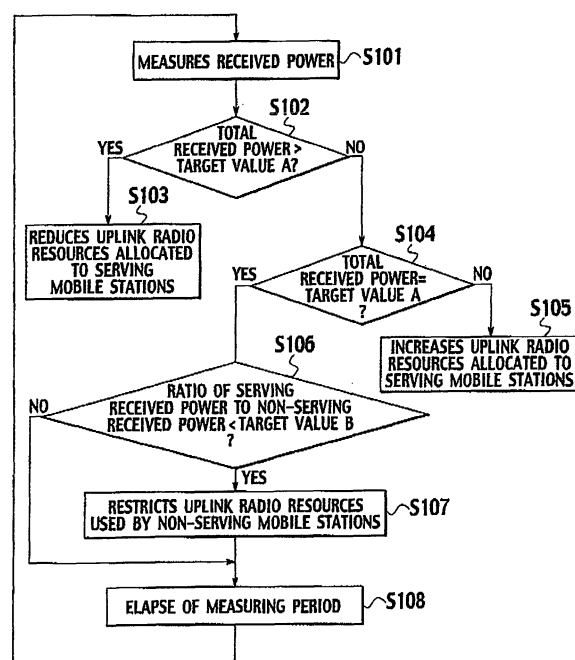 MEASURES RECEIVED POWER
S101
S102
TOTAL
RECEIVED POWER>
TARGET VALUE A?
YES
NO
S103
REDUCES UPLINK RADIO
RESOURCES ALLOCATED
TO SERVING
MOBILE STATIONS
S104
TOTAL
RECEIVED POWER=
TARGET VALUE A
?
YES
NO
S105
INCREASES UPLINK RADIO
RESOURCES ALLOCATED TO
SERVING MOBILE STATIONS
S106
RATIO OF SERVING
RECEIVED POWER TO NON-SERVING
RECEIVED POWER<TARGET VALUE B
?
NO
YES
RESTRICTS UPLINK RADIO RESOURCES
USED BY NON-SERVING MOBILE STATIONS
S107
ELAPSE OF MEASURING PERIOD
S108